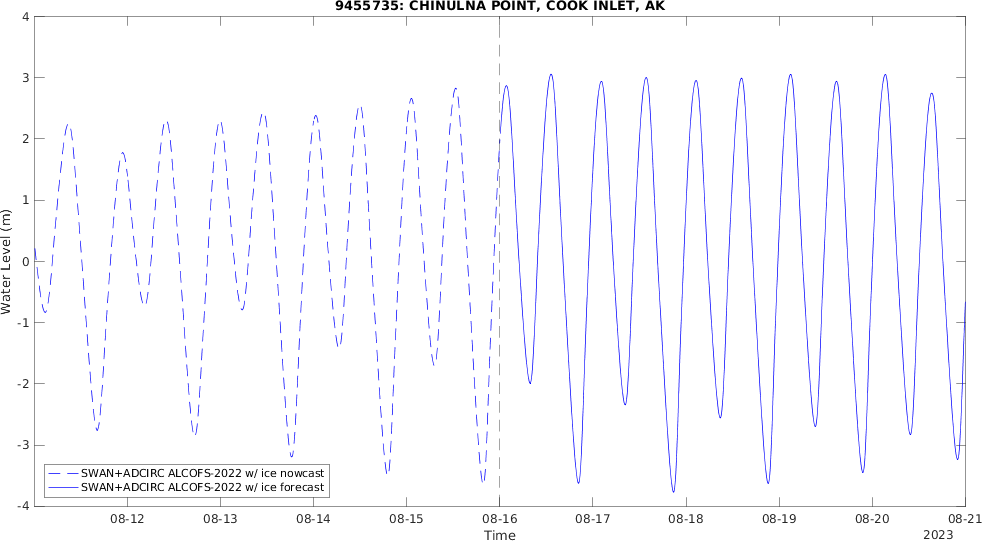 9455735: CHINULNA POINT, COOK INLET, AK
4
3
2
1
0
-1
-2
-3
-4
Water Level (m)
SWAN+ADCIRC ALCOFS-2022 w/ ice nowcast
SWAN+ADCIRC ALCOFS-2022 w/ ice forecast
08-12 08-13 08-14 08-15 08-16 08-17 08-18 08-19 08-20 08-21
Time
2023